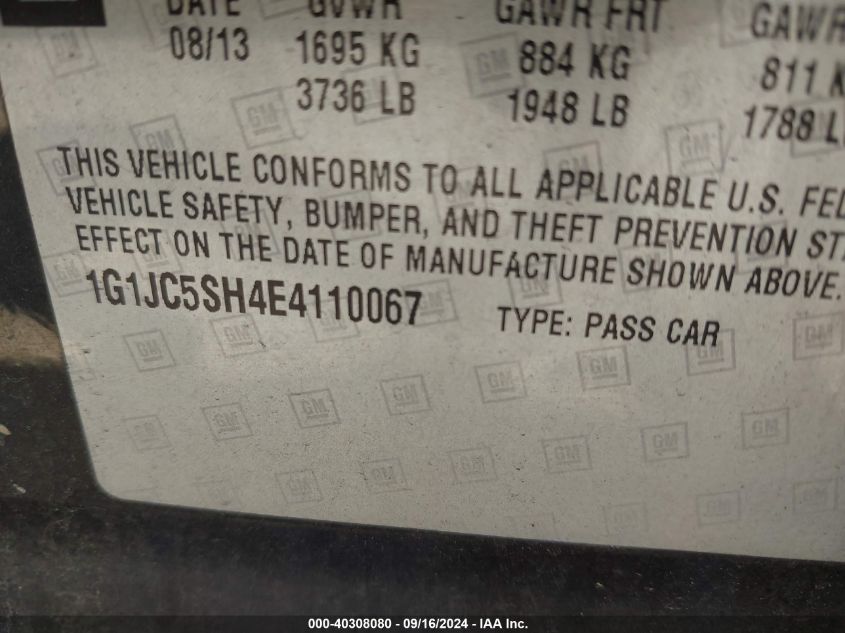 DATE GVWR GAWR FRT GAWR
08/13 1695 KG 884 KG 811 K
3736 LB 1948 LB 1788 L
THIS VEHICLE CONFORMS TO ALL APPLICABLE U.S. FED
VEHICLE SAFETY, BUMPER, AND THEFT PREVENTION STA
EFFECT ON THE DATE OF MANUFACTURE SHOWN ABOVE.
1G1JC5SH4E4110067 TYPE: PASS CAR
000-40308080 - 09/16/2024 - IAA Inc.